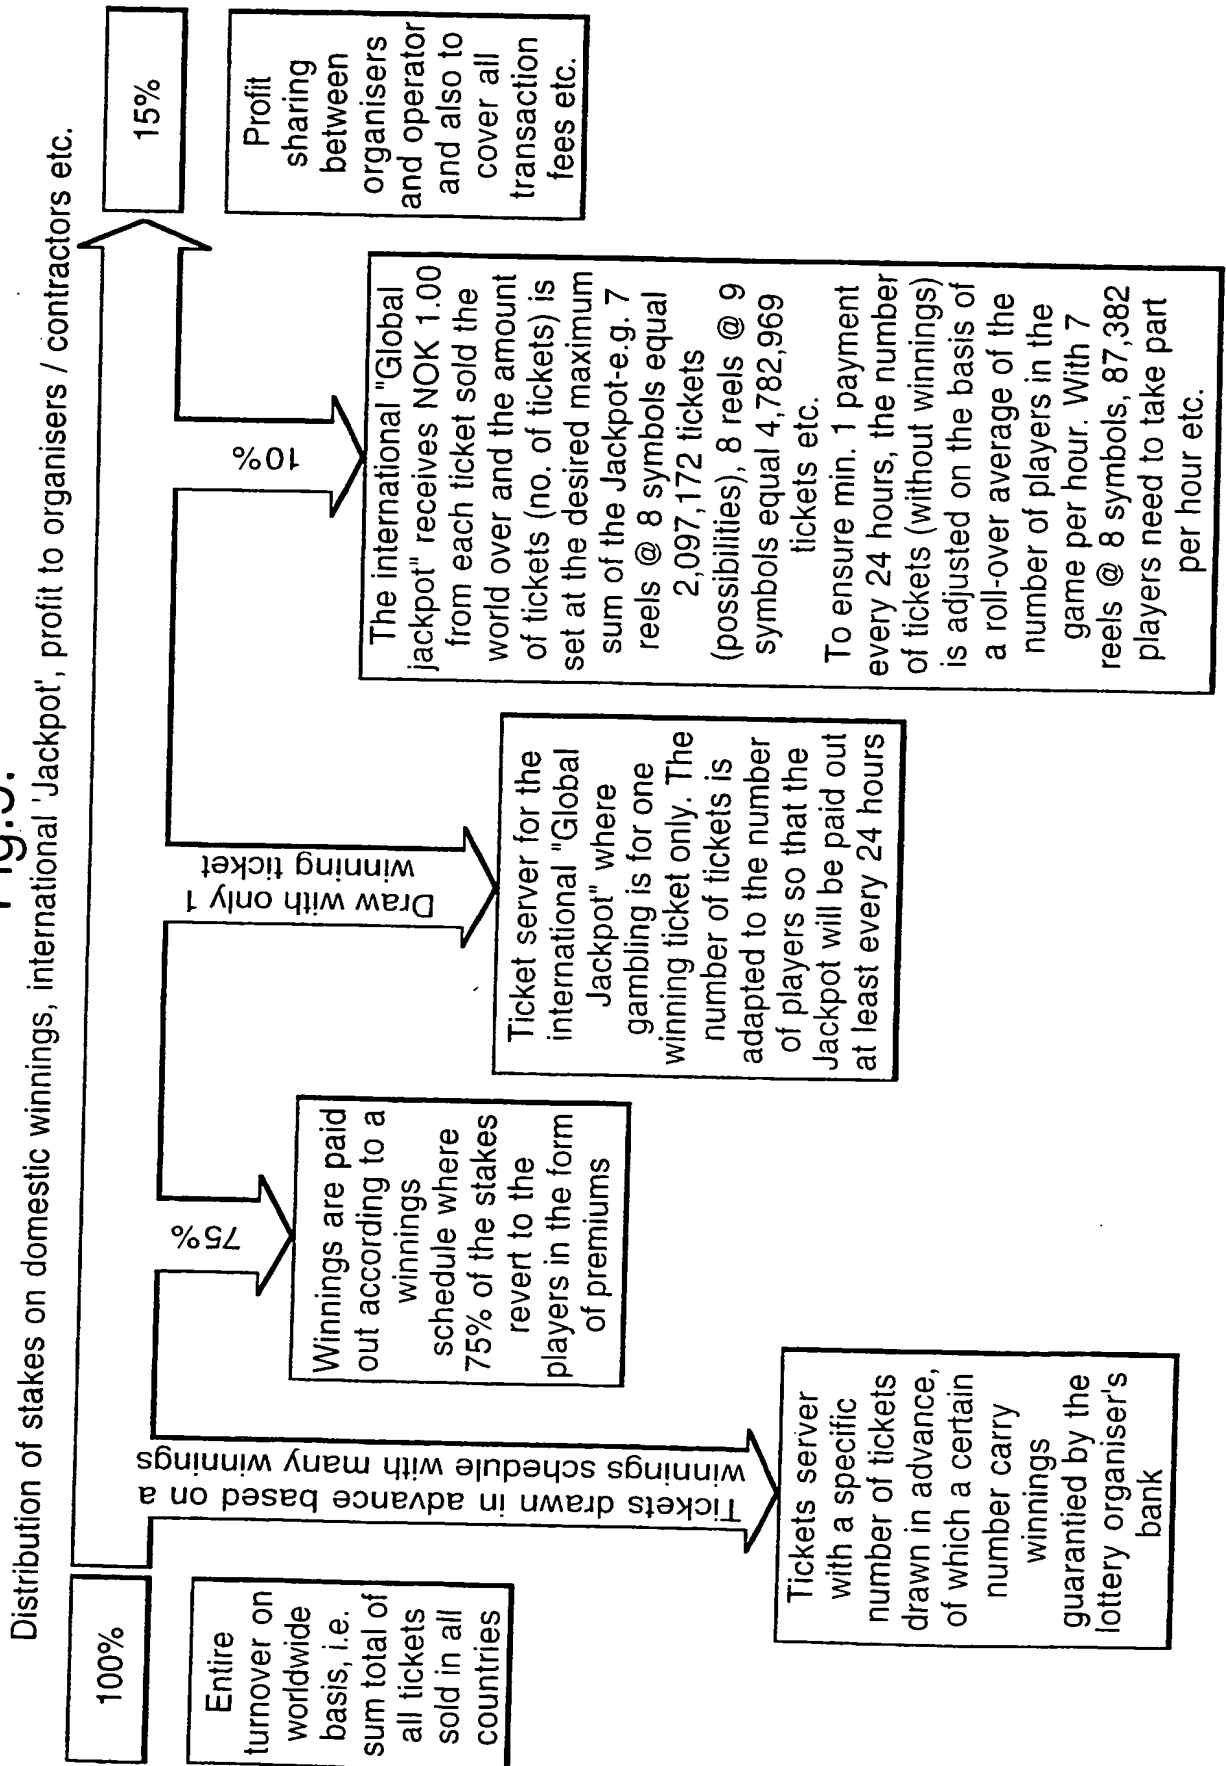 Distribution of stakes on domestic winnings, international 'Jackpot', profit to organisers / contractors etc.
100%
Entire
turnover on
worldwide
basis, i.e.
sum total of
all tickets
sold in all
countries
Tickets drawn in advance based on a
winnings schedule with many winnings
Tickets server
with a specific
number of tickets
drawn in advance,
of which a certain
number carry
winnings
guarantied by the
lottery organiser's
bank
75%
Winnings are paid
out according to a
winnings
schedule where
75% of the stakes
revert to the
players in the form
of premiums
Draw with only 1
winning ticket
Ticket server for the
international "Global
Jackpot" where
gambling is for one
winning ticket only. The
number of tickets is
adapted to the number
of players so that the
Jackpot will be paid out
at least every 24 hours
10%
The international "Global
jackpot" receives NOK 1.00
from each ticket sold the
world over and the amount
of tickets (no. of tickets) is
set at the desired maximum
sum of the Jackpot-e.g. 7
reels @ 8 symbols equal
2,097,172 tickets
(possibilities), 8 reels @ 9
symbols equal 4,782,969
tickets etc.
To ensure min. 1 payment
every 24 hours, the number
of tickets (without winnings)
is adjusted on the basis of
a roll-over average of the
number of players in the
game per hour. With 7
reels @ 8 symbols, 87,382
players need to take part
per hour etc.
15%
Profit
sharing
between
organisers
and operator
and also to
cover all
transaction
fees etc.